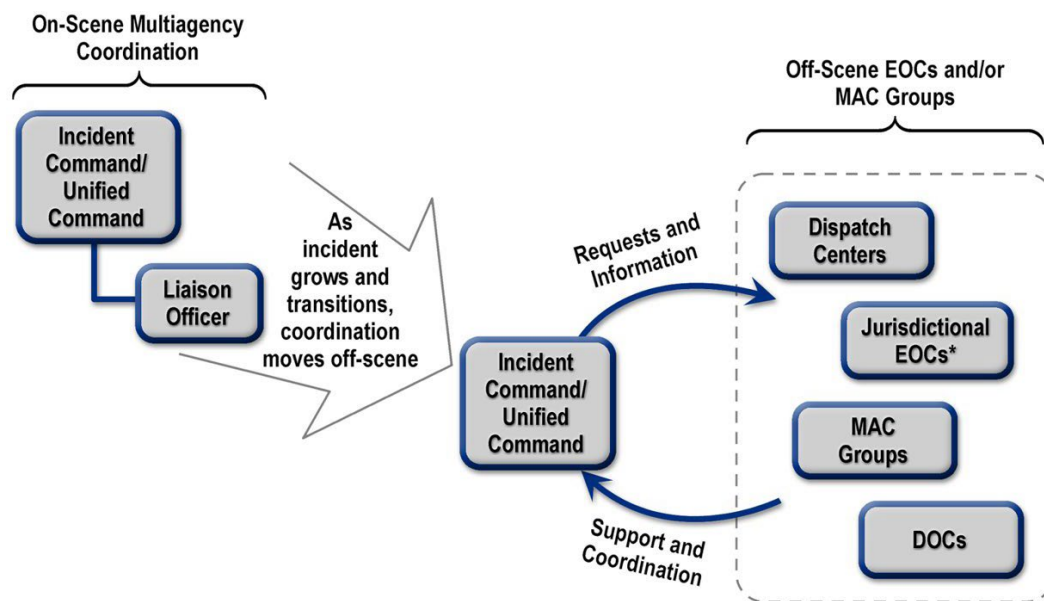 On-Scene Multiagency
Coordination
Incident
Command/
Unified
Command
Liaison
Officer
As
incident
grows and
transitions,
coordination
moves off-scene
Incident
Command/
Unified
Command
Requests and
Information
Support and
Coordination
Off-Scene EOCs and/or
MAC Groups
Dispatch
Centers
Jurisdictional
EOCs*
MAC
Groups
DOCs